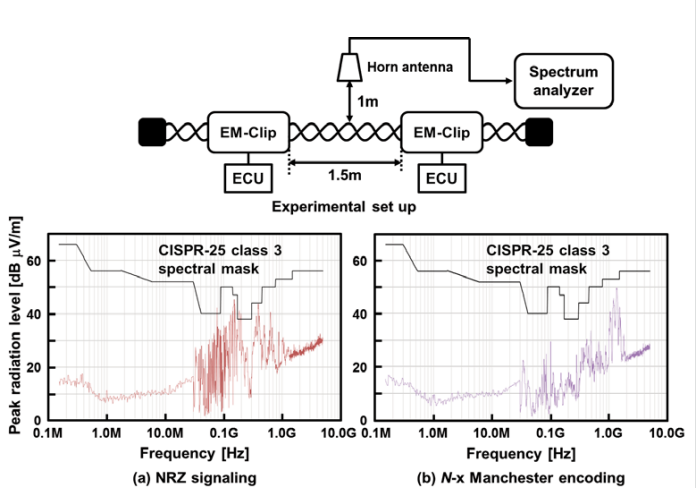 Horn antenna
Spectrum
analyzer
1m
EM-Clip
EM-Clip
1.5m
ECU
ECU
Experimental set up
Peak radiation level [dB µV/m]
60
40
20
0
CISPR-25 class 3
spectral mask
0.1M 1.0M 10.0M 0.1G 1.0G 10.0G
Frequency [Hz]
(a) NRZ signaling
60
40
20
0
CISPR-25 class 3
spectral mask
0.1M 1.0M 10.0M 0.1G 1.0G 10.0G
Frequency [Hz]
(b) N-x Manchester encoding